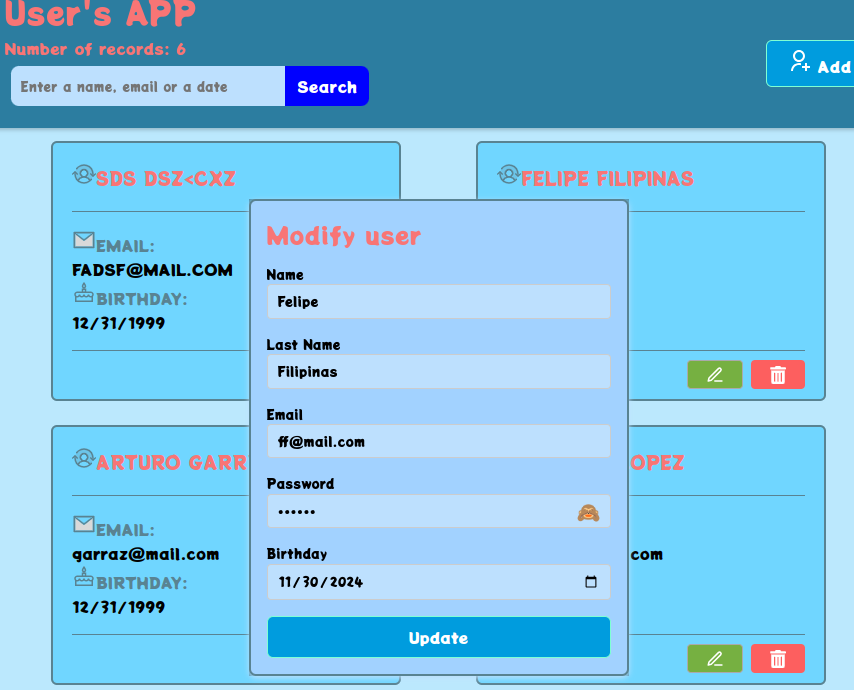 User's APP
Number of records: 6
Enter a name, email or a date
Search
Add
SDS DSZ<CXZ
EMAIL:
FADSF@MAIL.COM
BIRTHDAY:
12/31/1999
FELIPE FILIPINAS
Modify user
Name
Felipe
Last Name
Filipinas
Email
ff@mail.com
Password
••••••
Birthday
11/30/2024
Update
ARTURO GARR
EMAIL:
garraz@mail.com
BIRTHDAY:
12/31/1999
OPEZ
com